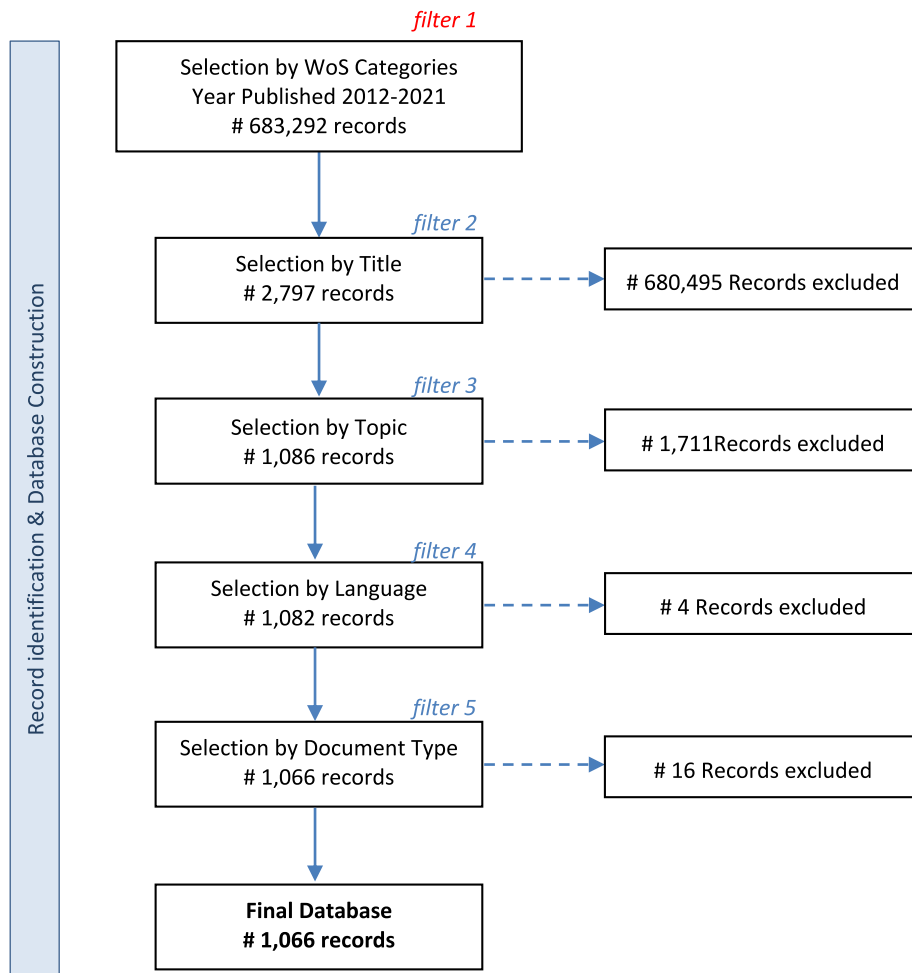 filter 1
Selection by WoS Categories
Year Published 2012-2021
# 683,292 records
filter 2
Selection by Title
# 2,797 records
# 680,495 Records excluded
filter 3
Selection by Topic
# 1,086 records
# 1,711Records excluded
filter 4
Selection by Language
# 1,082 records
# 4 Records excluded
filter 5
Selection by Document Type
# 1,066 records
# 16 Records excluded
Final Database
# 1,066 records
Record identification & Database Construction